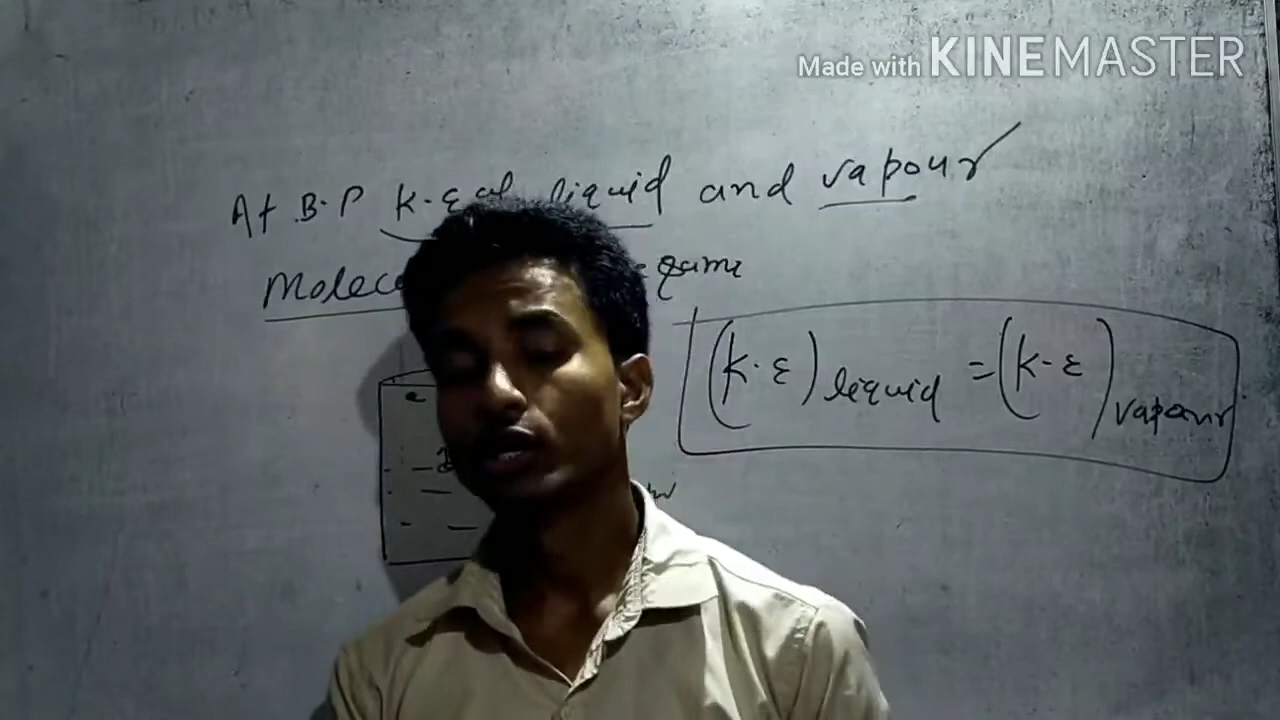 Made with KINEMASTER
At B.P K.E of liquid and vapour
Molec same
(K.E) liquid = (K-E) vapour